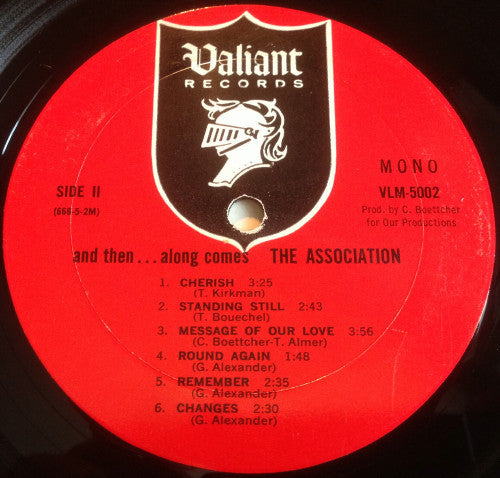 Valiant
RECORDS
MONO
SIDE II
VLM-5002
(666-5-2M)
Prod. by C. Boettcher
for Our Productions
and then...along comes THE ASSOCIATION
1. CHERISH 3:25
(T. Kirkman)
2. STANDING STILL 2:43
(T. Bouechel)
3. MESSAGE OF OUR LOVE 3:56
(C. Boettcher-T. Almer)
4. ROUND AGAIN 1:48
(G. Alexander)
5. REMEMBER 2:35
(G. Alexander)
6. CHANGES 2:30
(G. Alexander)